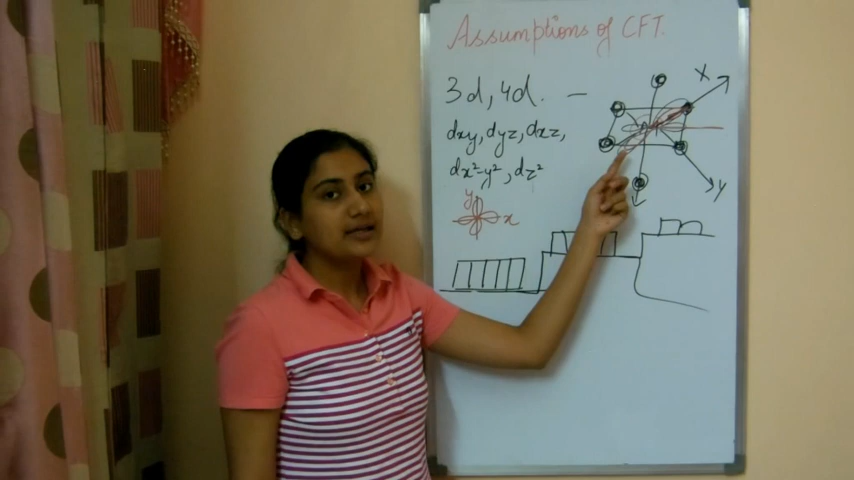 Assumptions of CFT.
3d, 4d. –
dxy, dyz, dxz,
dx²-y², dz²
X
y
y
x